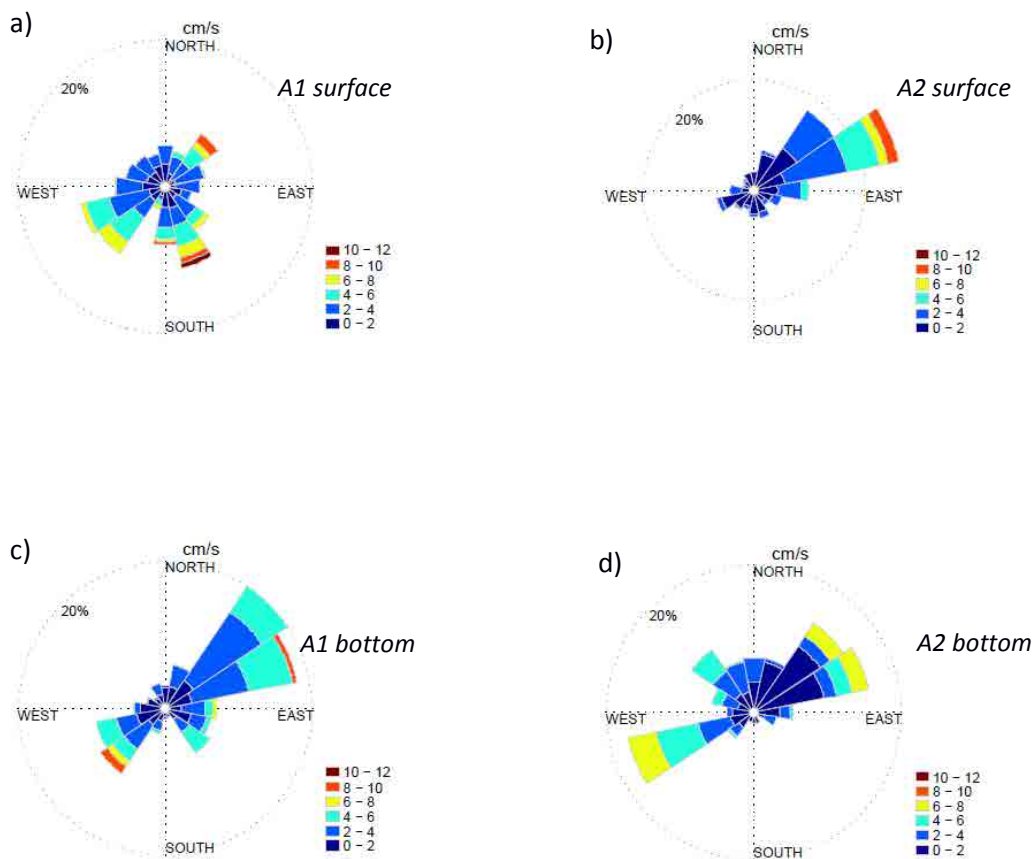 a)
cm/s
NORTH
20%
A1 surface
WEST
EAST
10 – 12
8 – 10
6 – 8
4 – 6
2 – 4
0 – 2
SOUTH
b)
cm/s
NORTH
20%
A2 surface
WEST
EAST
10 – 12
8 – 10
6 – 8
4 – 6
2 – 4
0 – 2
SOUTH
c)
cm/s
NORTH
20%
A1 bottom
WEST
EAST
10 – 12
8 – 10
6 – 8
4 – 6
2 – 4
0 – 2
SOUTH
d)
cm/s
NORTH
20%
A2 bottom
WEST
EAST
10 – 12
8 – 10
6 – 8
4 – 6
2 – 4
0 – 2
SOUTH